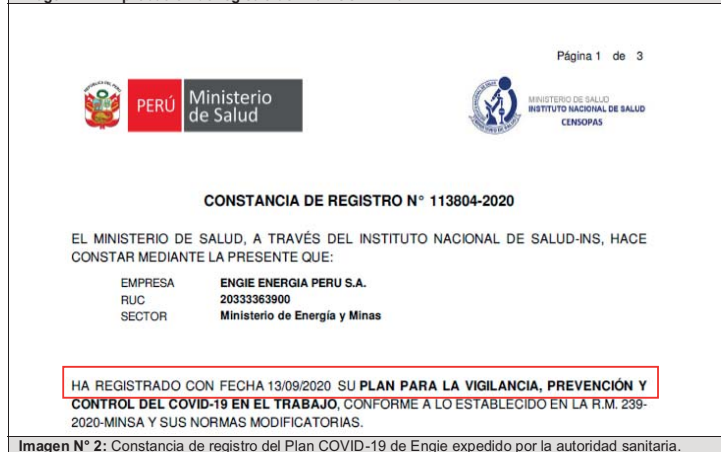 Página 1 de 3
PERÚ
Ministerio
de Salud
MINISTERIO DE SALUD
INSTITUTO NACIONAL DE SALUD
CENSOPAS
CONSTANCIA DE REGISTRO N° 113804-2020
EL MINISTERIO DE SALUD, A TRAVÉS DEL INSTITUTO NACIONAL DE SALUD-INS, HACE
CONSTAR MEDIANTE LA PRESENTE QUE:
EMPRESA ENGIE ENERGIA PERU S.A.
RUC 20333363900
SECTOR Ministerio de Energía y Minas
HA REGISTRADO CON FECHA 13/09/2020 SU PLAN PARA LA VIGILANCIA, PREVENCIÓN Y
CONTROL DEL COVID-19 EN EL TRABAJO, CONFORME A LO ESTABLECIDO EN LA R.M. 239-
2020-MINSA Y SUS NORMAS MODIFICATORIAS.
Imagen N° 2: Constancia de registro del Plan COVID-19 de Engie expedido por la autoridad sanitaria.